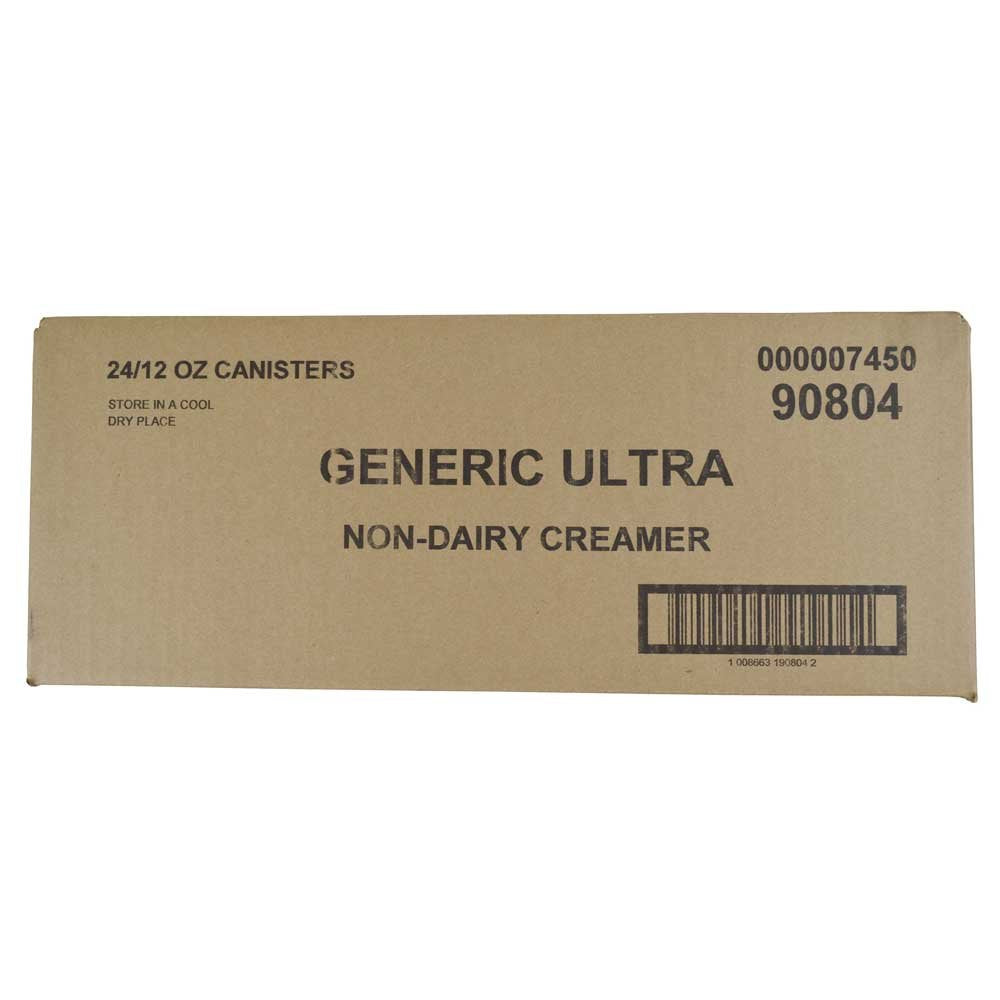 24/12 OZ CANISTERS
STORE IN A COOL
DRY PLACE
000007450
90804
GENERIC ULTRA
NON-DAIRY CREAMER
1 008663 190804 2